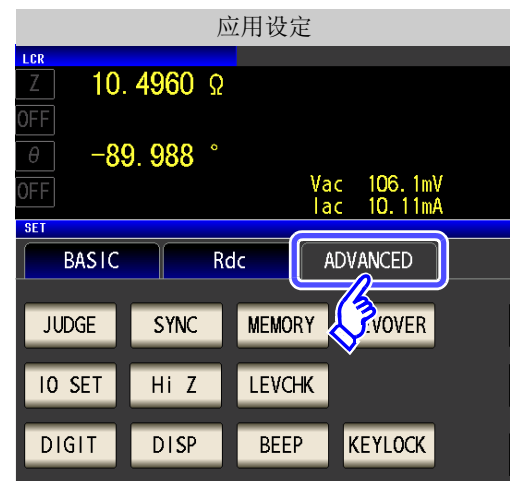 应用设定
LCR
Z 10.4960 Ω
OFF
θ -89.988 °
OFF
Vac 106.1mV
Iac 10.11mA
SET
BASIC Rdc ADVANCED
JUDGE SYNC MEMORY VOVER
IO SET Hi Z LEVCHK
DIGIT DISP BEEP KEYLOCK